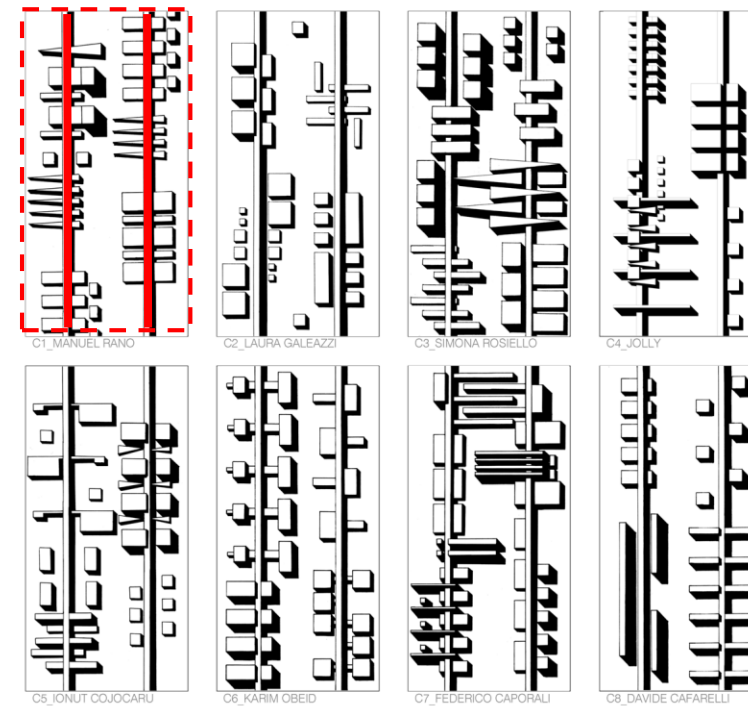 C1_MANUEL RANO
C2_LAURA GALEAZZI
C3_SIMONA ROSIELLO
C4_JOLLY
C5_IONUT COJOCARU
C6_KARIM OBEID
C7_FEDERICO CAPORALI
C8_DAVIDE CAFARELLI